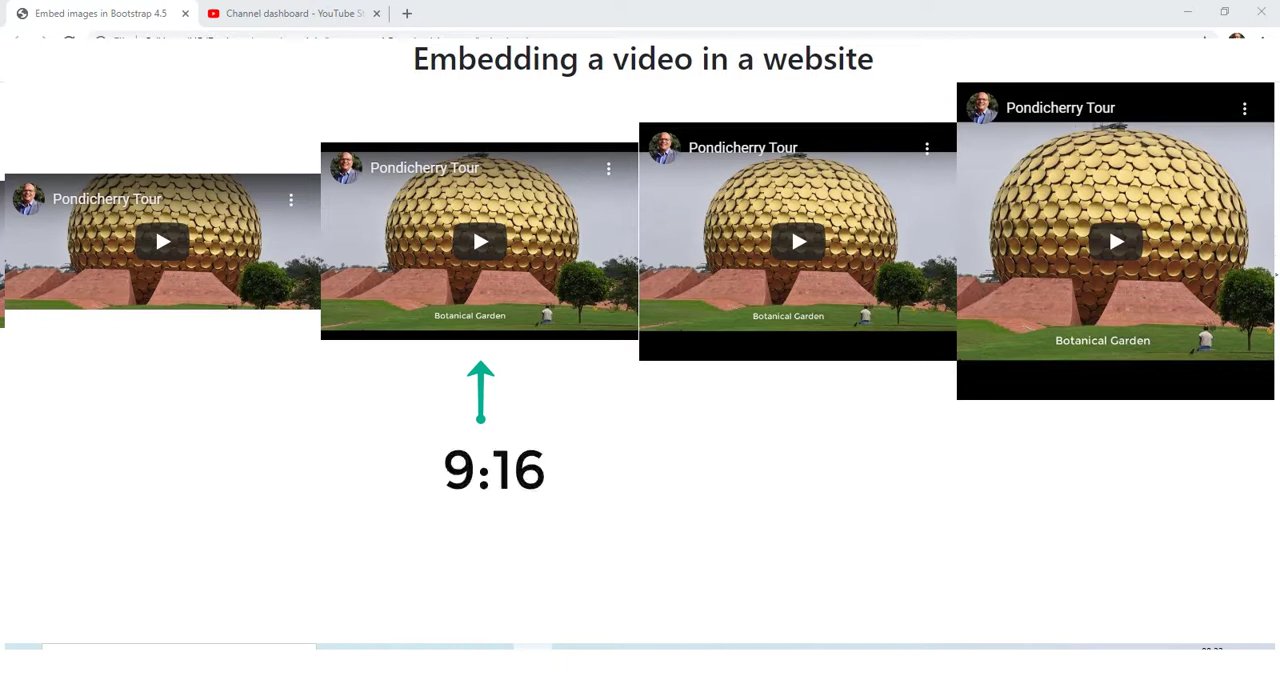 Embed images in Bootstrap 4.5
Channel dashboard - YouTube S
Embedding a video in a website
Pondicherry Tour
Pondicherry Tour
Botanical Garden
Pondicherry Tour
Botanical Garden
Pondicherry Tour
Botanical Garden
9:16